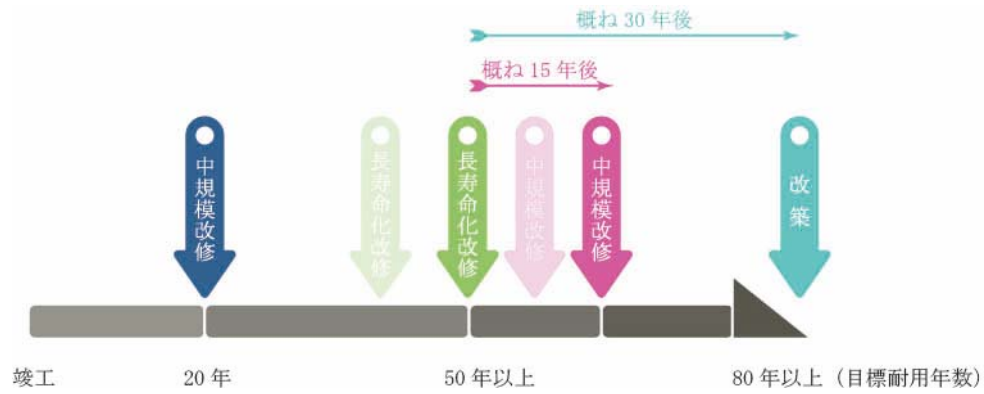 概ね 30 年後
概ね 15 年後
中規模改修
長寿命化改修
長寿命化改修
中規模改修
中規模改修
改築
竣工
20 年
50 年以上
80 年以上（目標耐用年数）